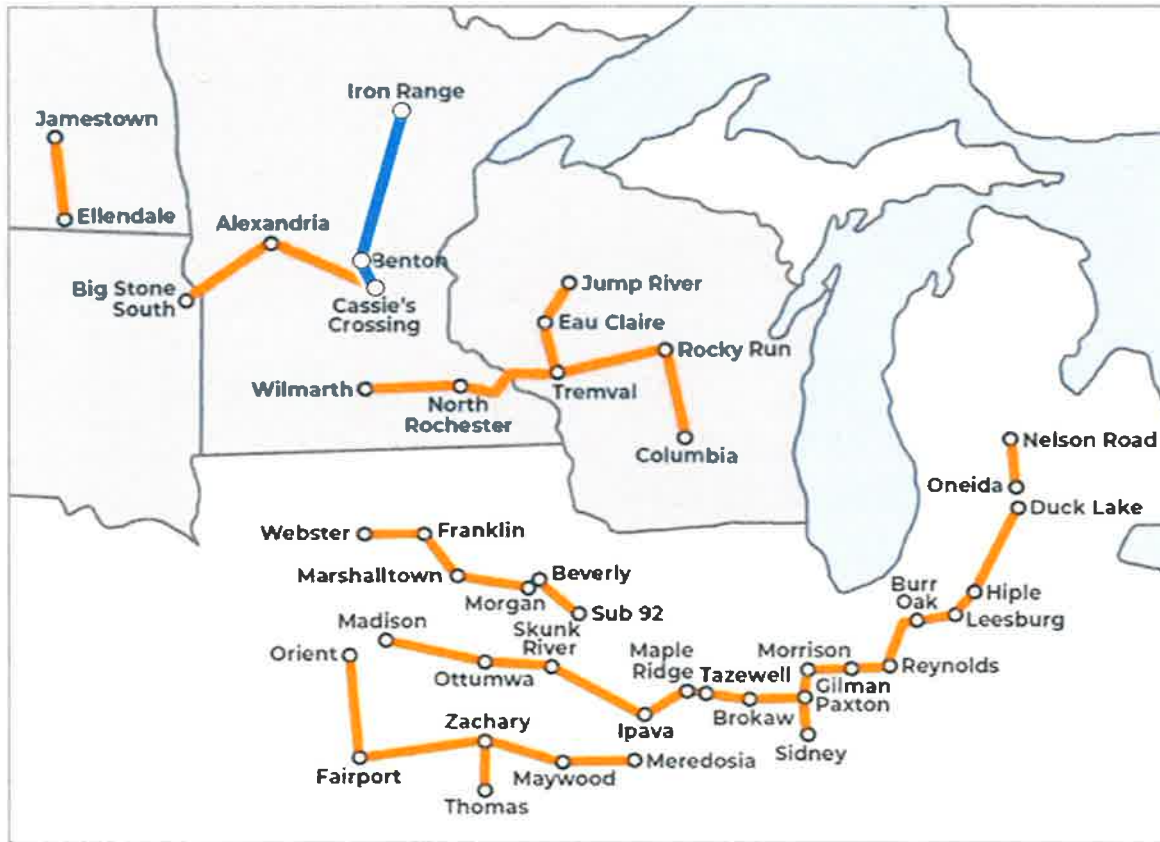 Iron Range
Jamestown
Ellendale
Alexandria
Benton
Big Stone
South
Cassie's
Crossing
Jump River
Eau Claire
Rocky Run
Wilmarth
North
Rochester
Tremval
Columbia
Nelson Road
Oneida
Duck Lake
Webster
Franklin
Marshalltown
Beverly
Morgan
Sub 92
Burr
Oak
Hiple
Leesburg
Madison
Skunk
River
Orient
Ottumwa
Maple
Ridge
Tazewell
Morrison
Reynolds
Gilman
Paxton
Brokaw
Ipava
Sidney
Zachary
Fairport
Maywood
Meredosia
Thomas